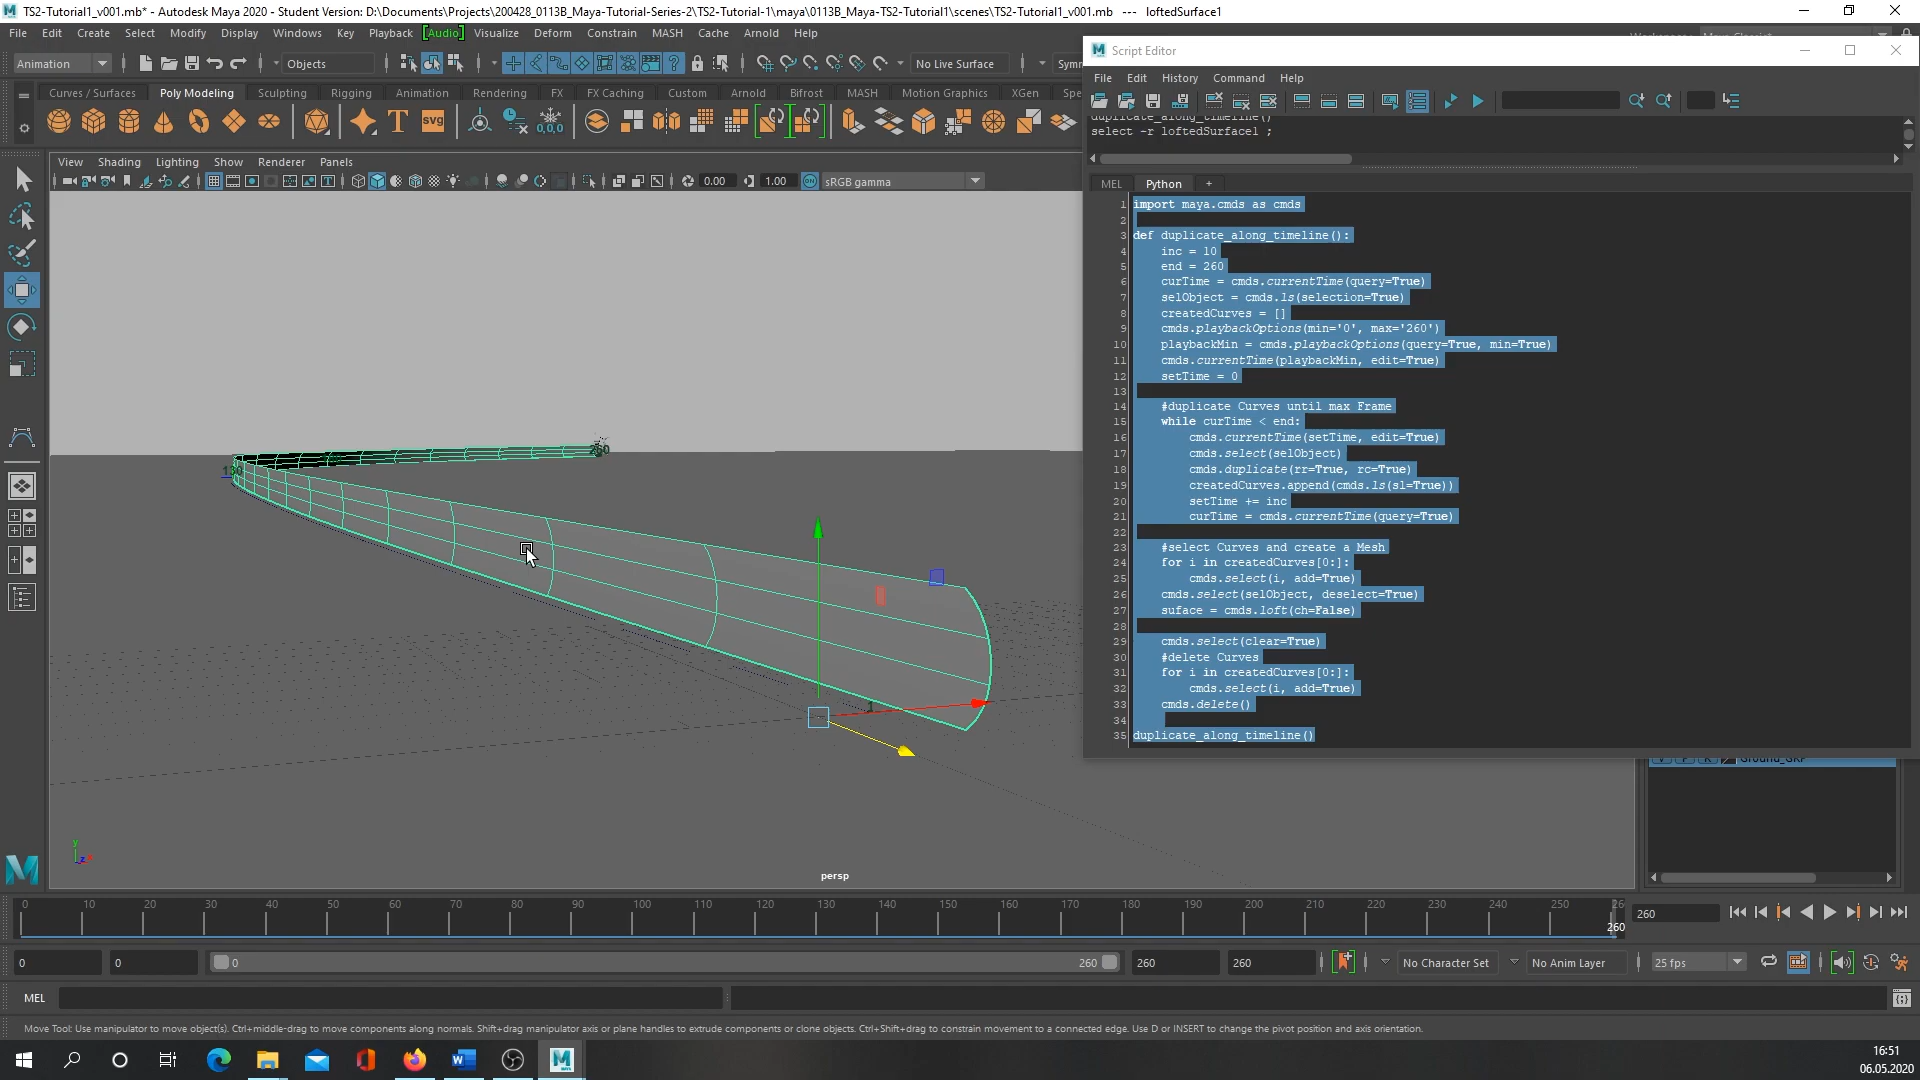 TS2-Tutorial1_v001.mb* - Autodesk Maya 2020 - Student Version: D:\Documents\Projects\200428_0113B_Maya-Tutorial-Series-2\TS2-Tutorial-1\maya\0113B_Maya-TS2-Tutorial1\scenes\TS2-Tutorial1_v001.mb --- loftedSurface1
File Edit Create Select Modify Display Windows Key Playback [Audio] Visualize Deform Constrain MASH Cache Arnold Help
Animation Objects No Live Surface Symm
Curves / Surfaces Poly Modeling Sculpting Rigging Animation Rendering FX FX Caching Custom Arnold Bifrost MASH Motion Graphics XGen Spe
T svg 0,0,0
View Shading Lighting Show Renderer Panels
0.00 1.00 ON sRGB gamma
260
130
1
persp
y
z x
Script Editor
File Edit History Command Help
duplicate_along_timeline()
select -r loftedSurface1 ;
MEL Python +
1 import maya.cmds as cmds
2
3 def duplicate_along_timeline():
4 inc = 10
5 end = 260
6 curTime = cmds.currentTime(query=True)
7 selObject = cmds.ls(selection=True)
8 createdCurves = []
9 cmds.playbackOptions(min='0', max='260')
10 playbackMin = cmds.playbackOptions(query=True, min=True)
11 cmds.currentTime(playbackMin, edit=True)
12 setTime = 0
13
14 #duplicate Curves until max Frame
15 while curTime < end:
16 cmds.currentTime(setTime, edit=True)
17 cmds.select(selObject)
18 cmds.duplicate(rr=True, rc=True)
19 createdCurves.append(cmds.ls(sl=True))
20 setTime += inc
21 curTime = cmds.currentTime(query=True)
22
23 #select Curves and create a Mesh
24 for i in createdCurves[0:]:
25 cmds.select(i, add=True)
26 cmds.select(selObject, deselect=True)
27 suface = cmds.loft(ch=False)
28
29 cmds.select(clear=True)
30 #delete Curves
31 for i in createdCurves[0:]:
32 cmds.select(i, add=True)
33 cmds.delete()
34
35 duplicate_along_timeline()
V P R Ground_GRP
0 10 20 30 40 50 60 70 80 90 100 110 120 130 140 150 160 170 180 190 200 210 220 230 240 250 26
260
260
0 0 0 260 260 260 No Character Set No Anim Layer 25 fps
MEL
Move Tool: Use manipulator to move object(s). Ctrl+middle-drag to move components along normals. Shift+drag manipulator axis or plane handles to extrude components or clone objects. Ctrl+Shift+drag to constrain movement to a connected edge. Use D or INSERT to change the pivot position and axis orientation.
16:51
06.05.2020